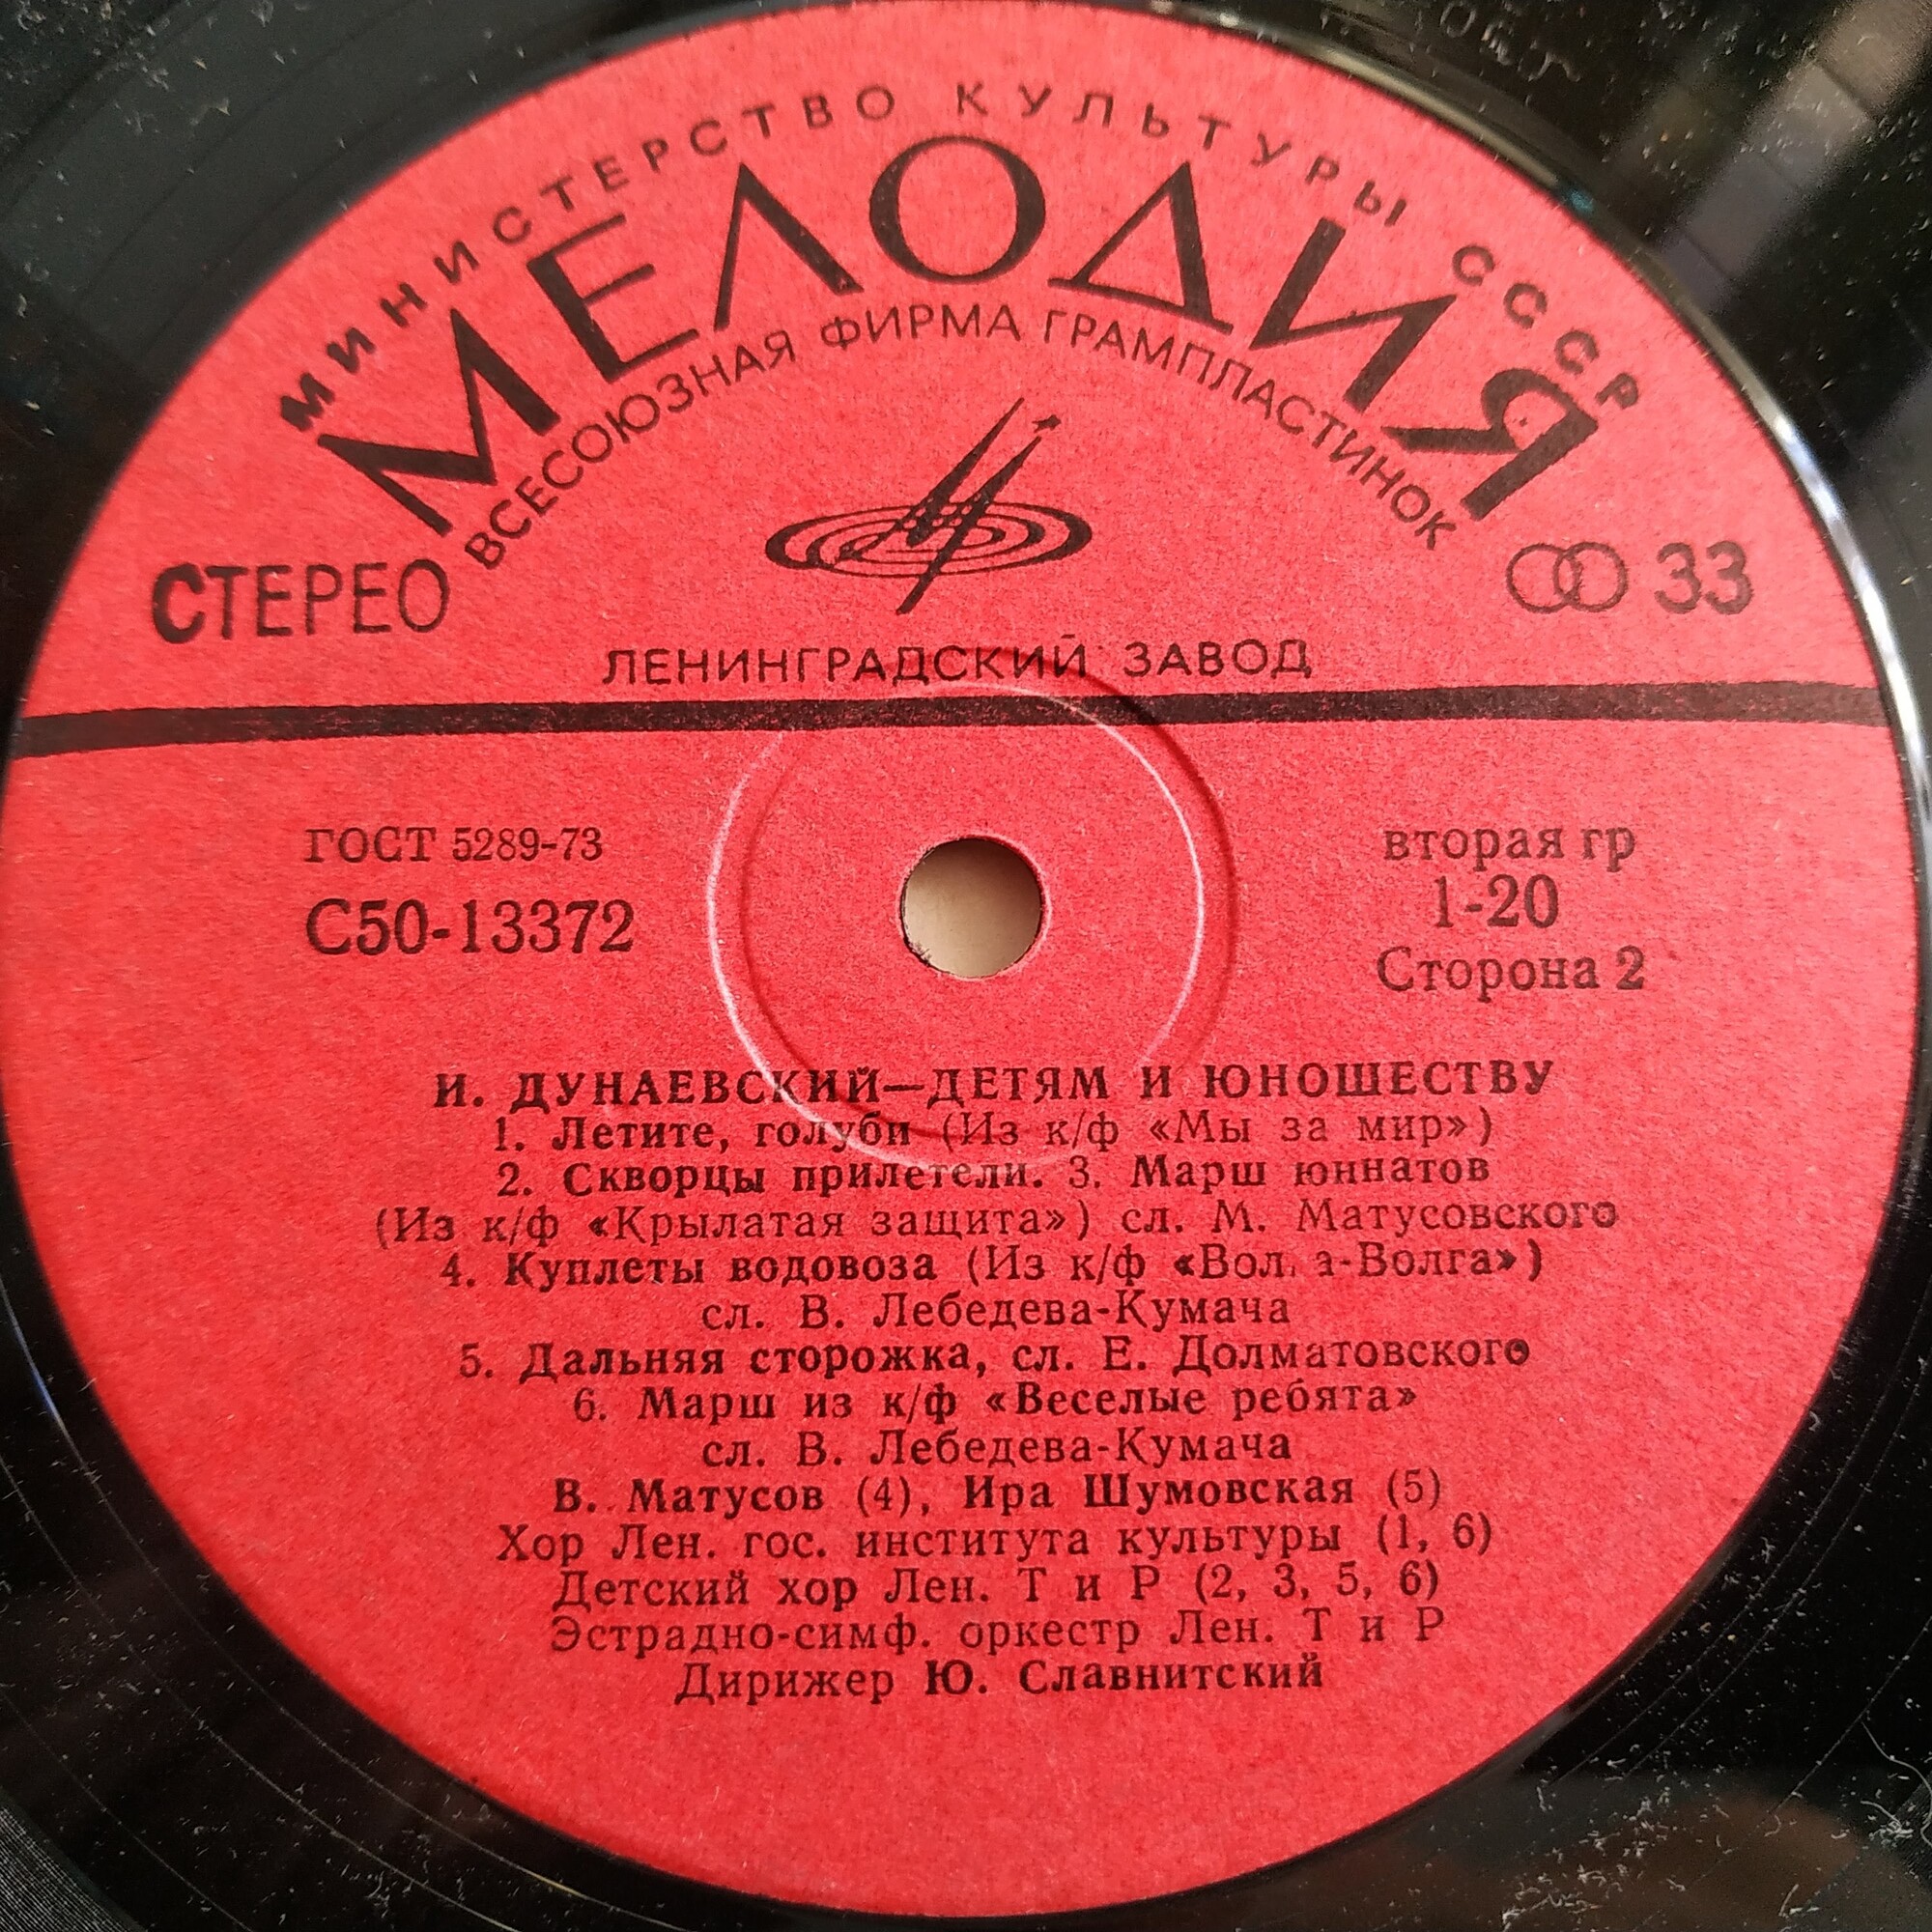 МИНИСТЕРСТВО КУЛЬТУРЫ СССР
МЕЛОДИЯ
ВСЕСОЮЗНАЯ ФИРМА ГРАМПЛАСТИНОК
СТЕРЕО 33
ЛЕНИНГРАДСКИЙ ЗАВОД
ГОСТ 5289-73
С50-13372
вторая гр
1-20
Сторона 2
И. ДУНАЕВСКИЙ—ДЕТЯМ И ЮНОШЕСТВУ
1. Летите, голуби (Из к/ф «Мы за мир»)
2. Скворцы прилетели. 3. Марш юннатов
(Из к/ф «Крылатая защита») сл. М. Матусовского
4. Куплеты водовоза (Из к/ф «Вол а-Волга»)
сл. В. Лебедева-Кумача
5. Дальняя сторожка, сл. Е. Долматовского
6. Марш из к/ф «Веселые ребята»
сл. В. Лебедева-Кумача
В. Матусов (4), Ира Шумовская (5)
Хор Лен. гос. института культуры (1, 6)
Детский хор Лен. Т и Р (2, 3, 5, 6)
Эстрадно-симф. оркестр Лен. Т и Р
Дирижер Ю. Славнитский